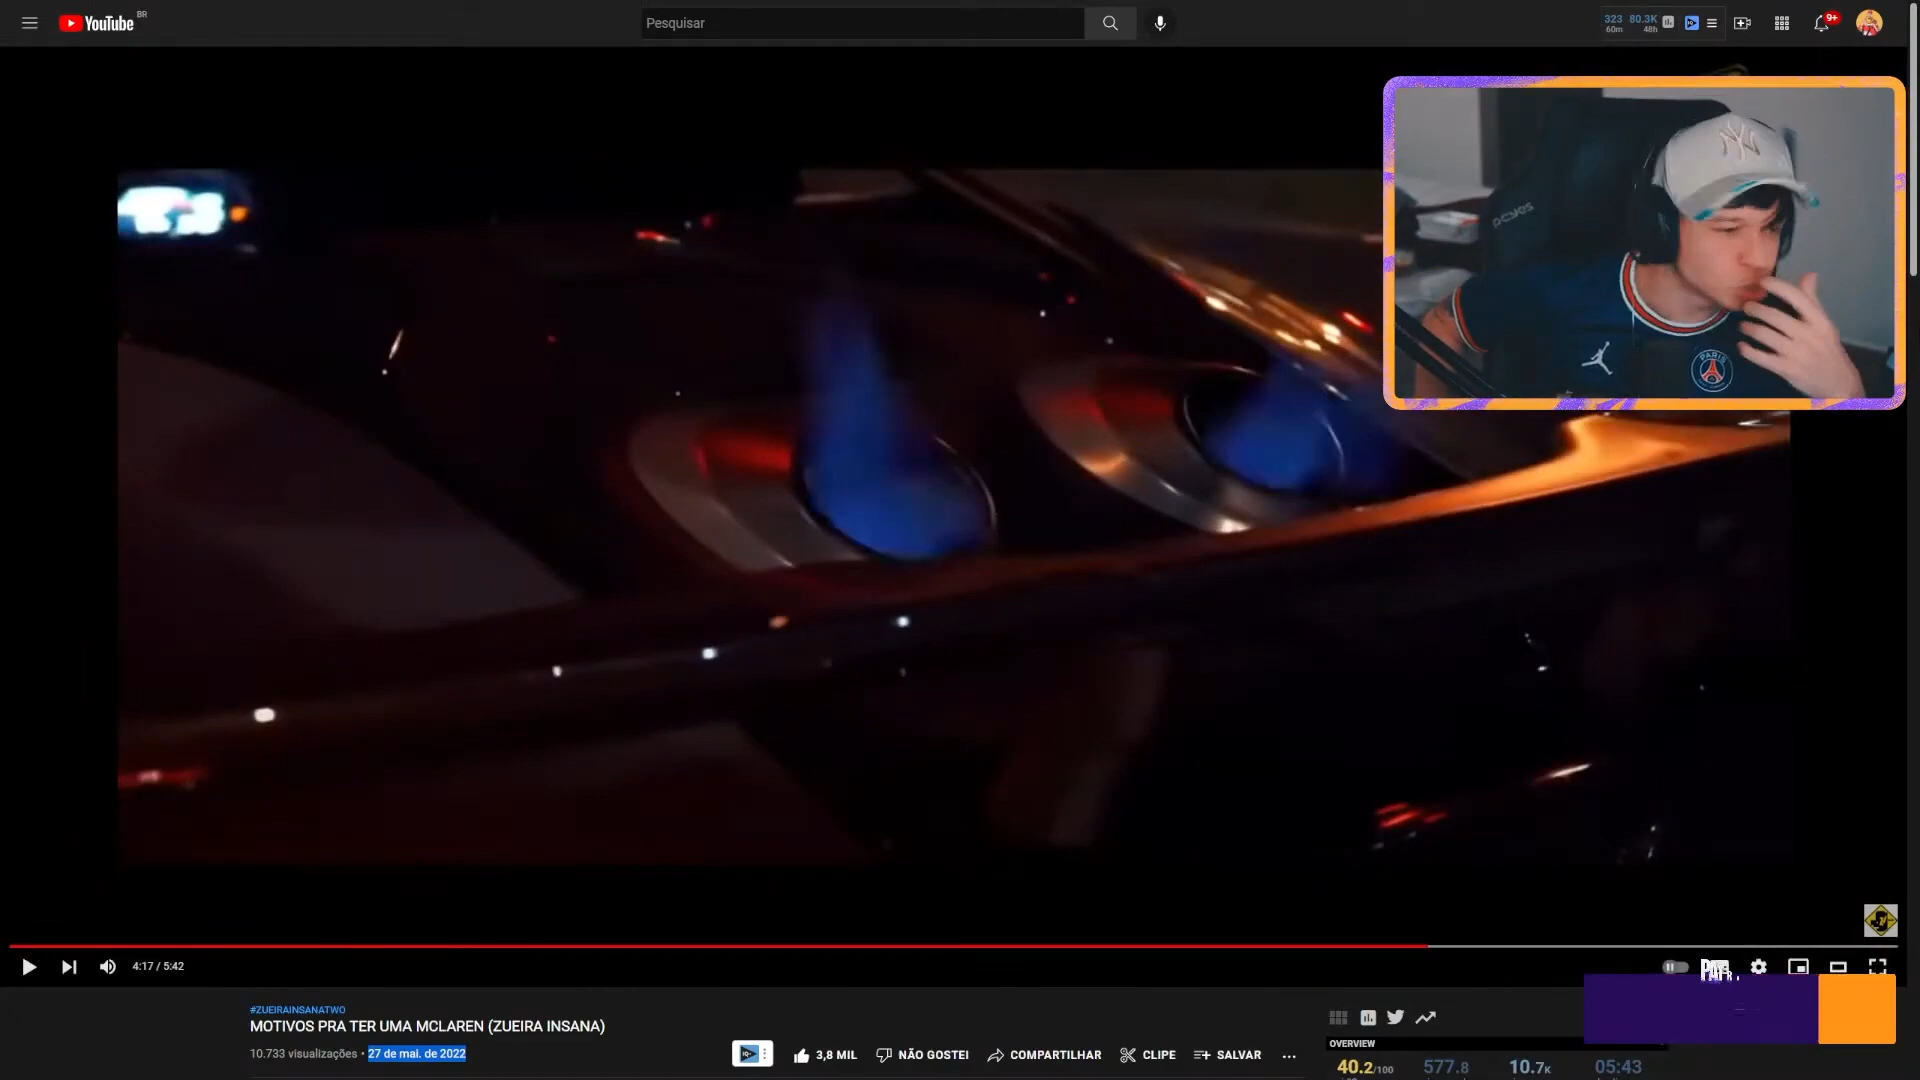 YouTube BR
Pesquisar
323 80.3K
60m 48h
9+
NY
PARIS
4:17 / 5:42
#ZUEIRAINSANATWO
MOTIVOS PRA TER UMA MCLAREN (ZUEIRA INSANA)
10.733 visualizações • 27 de mai. de 2022
3,8 MIL
NÃO GOSTEI
COMPARTILHAR
CLIPE
SALVAR
OVERVIEW
40.2/100 577.8 10.7K 05:43